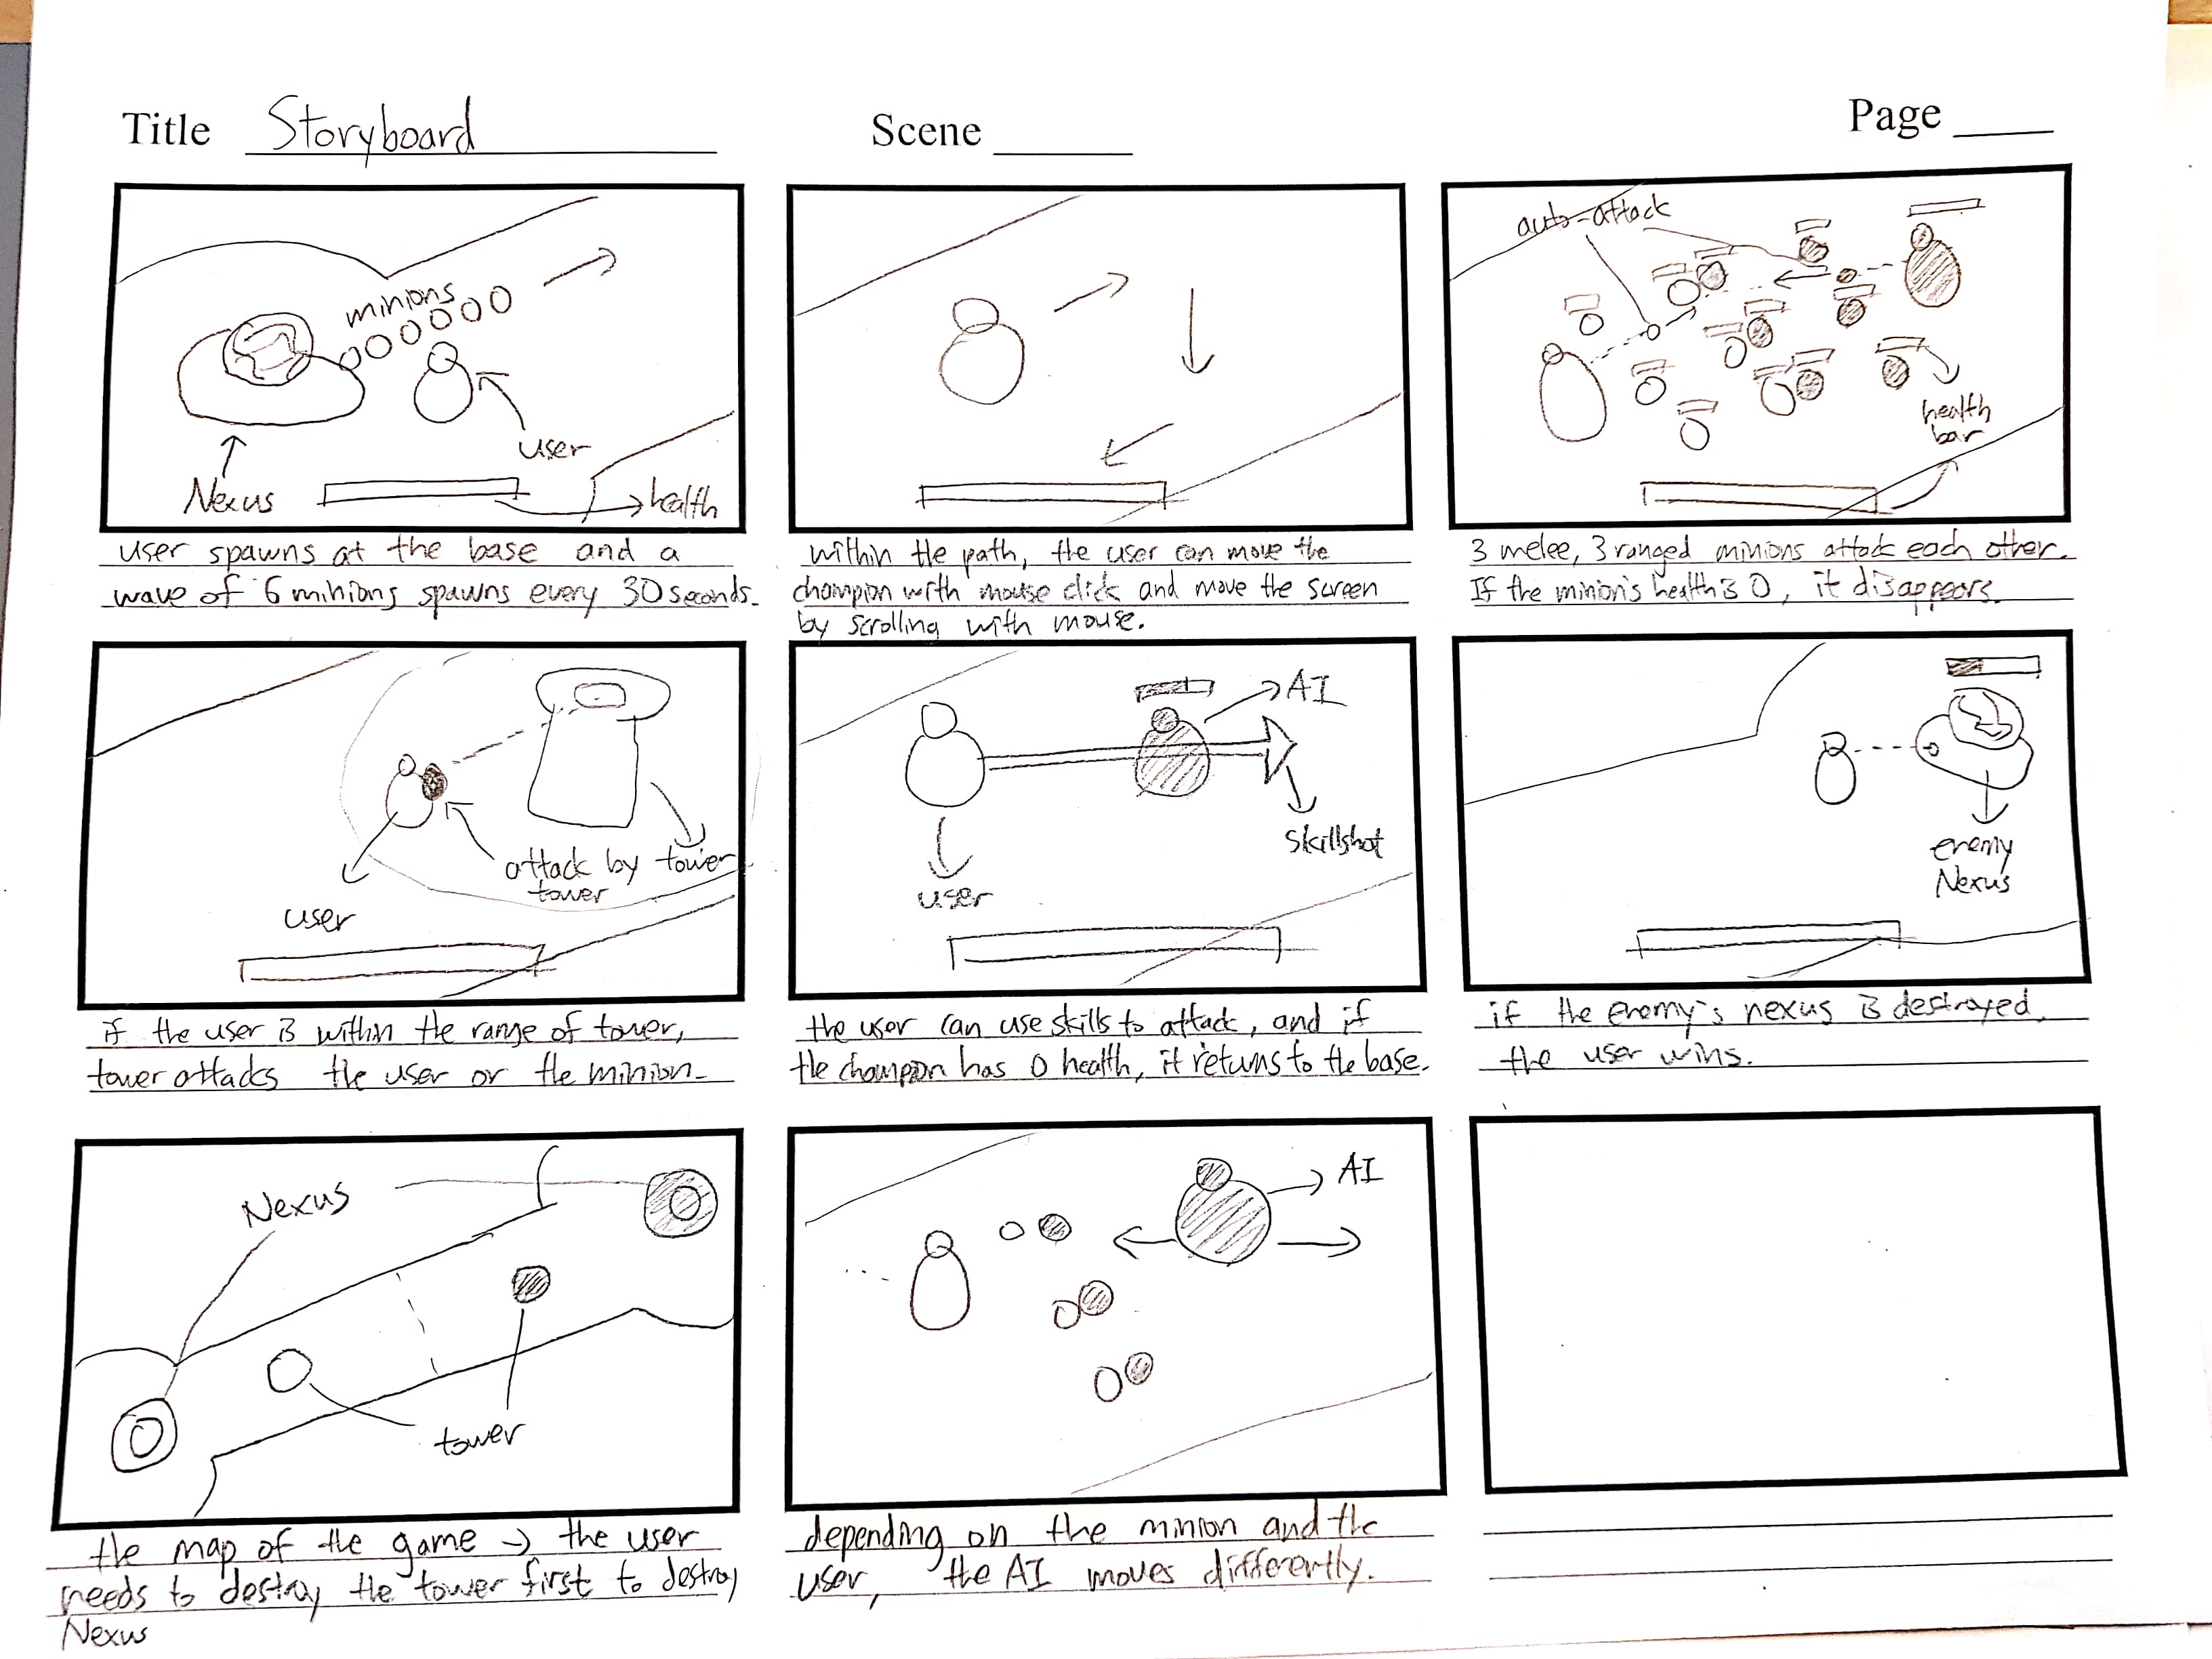 Title Storyboard Scene Page
minions
user
Nexus
health
user spawns at the base and a
wave of 6 minions spawns every 30 seconds.
within the path, the user can move the
champion with mouse click and move the screen
by scrolling with mouse.
auto-attack
health
bar
3 melee, 3 ranged minions attack each other.
If the minion's health is 0, it disappears.
attack by
tower
tower
user
if the user is within the range of tower,
tower attacks the user or the minion.
AI
skillshot
user
the user can use skills to attack, and if
the champion has 0 health, it returns to the base.
enemy
Nexus
if the enemy's nexus is destroyed,
the user wins.
Nexus
tower
the map of the game → the user
needs to destroy the tower first to destroy
Nexus
AI
depending on the minion and the
user, the AI moves differently.